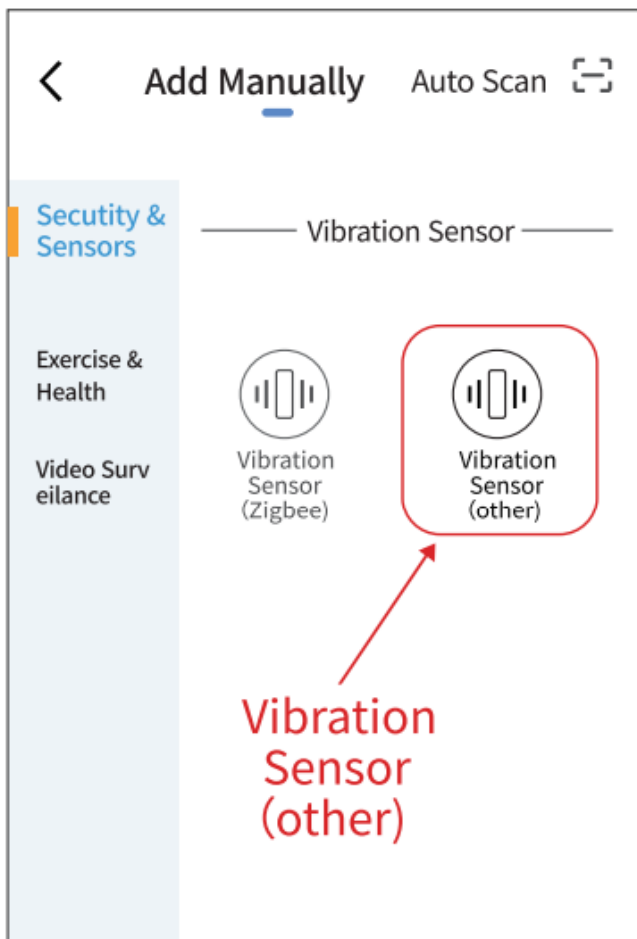 Add Manually Auto Scan
Secutity &
Sensors
Vibration Sensor
Exercise &
Health
Video Surv
eilance
Vibration
Sensor
(Zigbee)
Vibration
Sensor
(other)
Vibration
Sensor
(other)